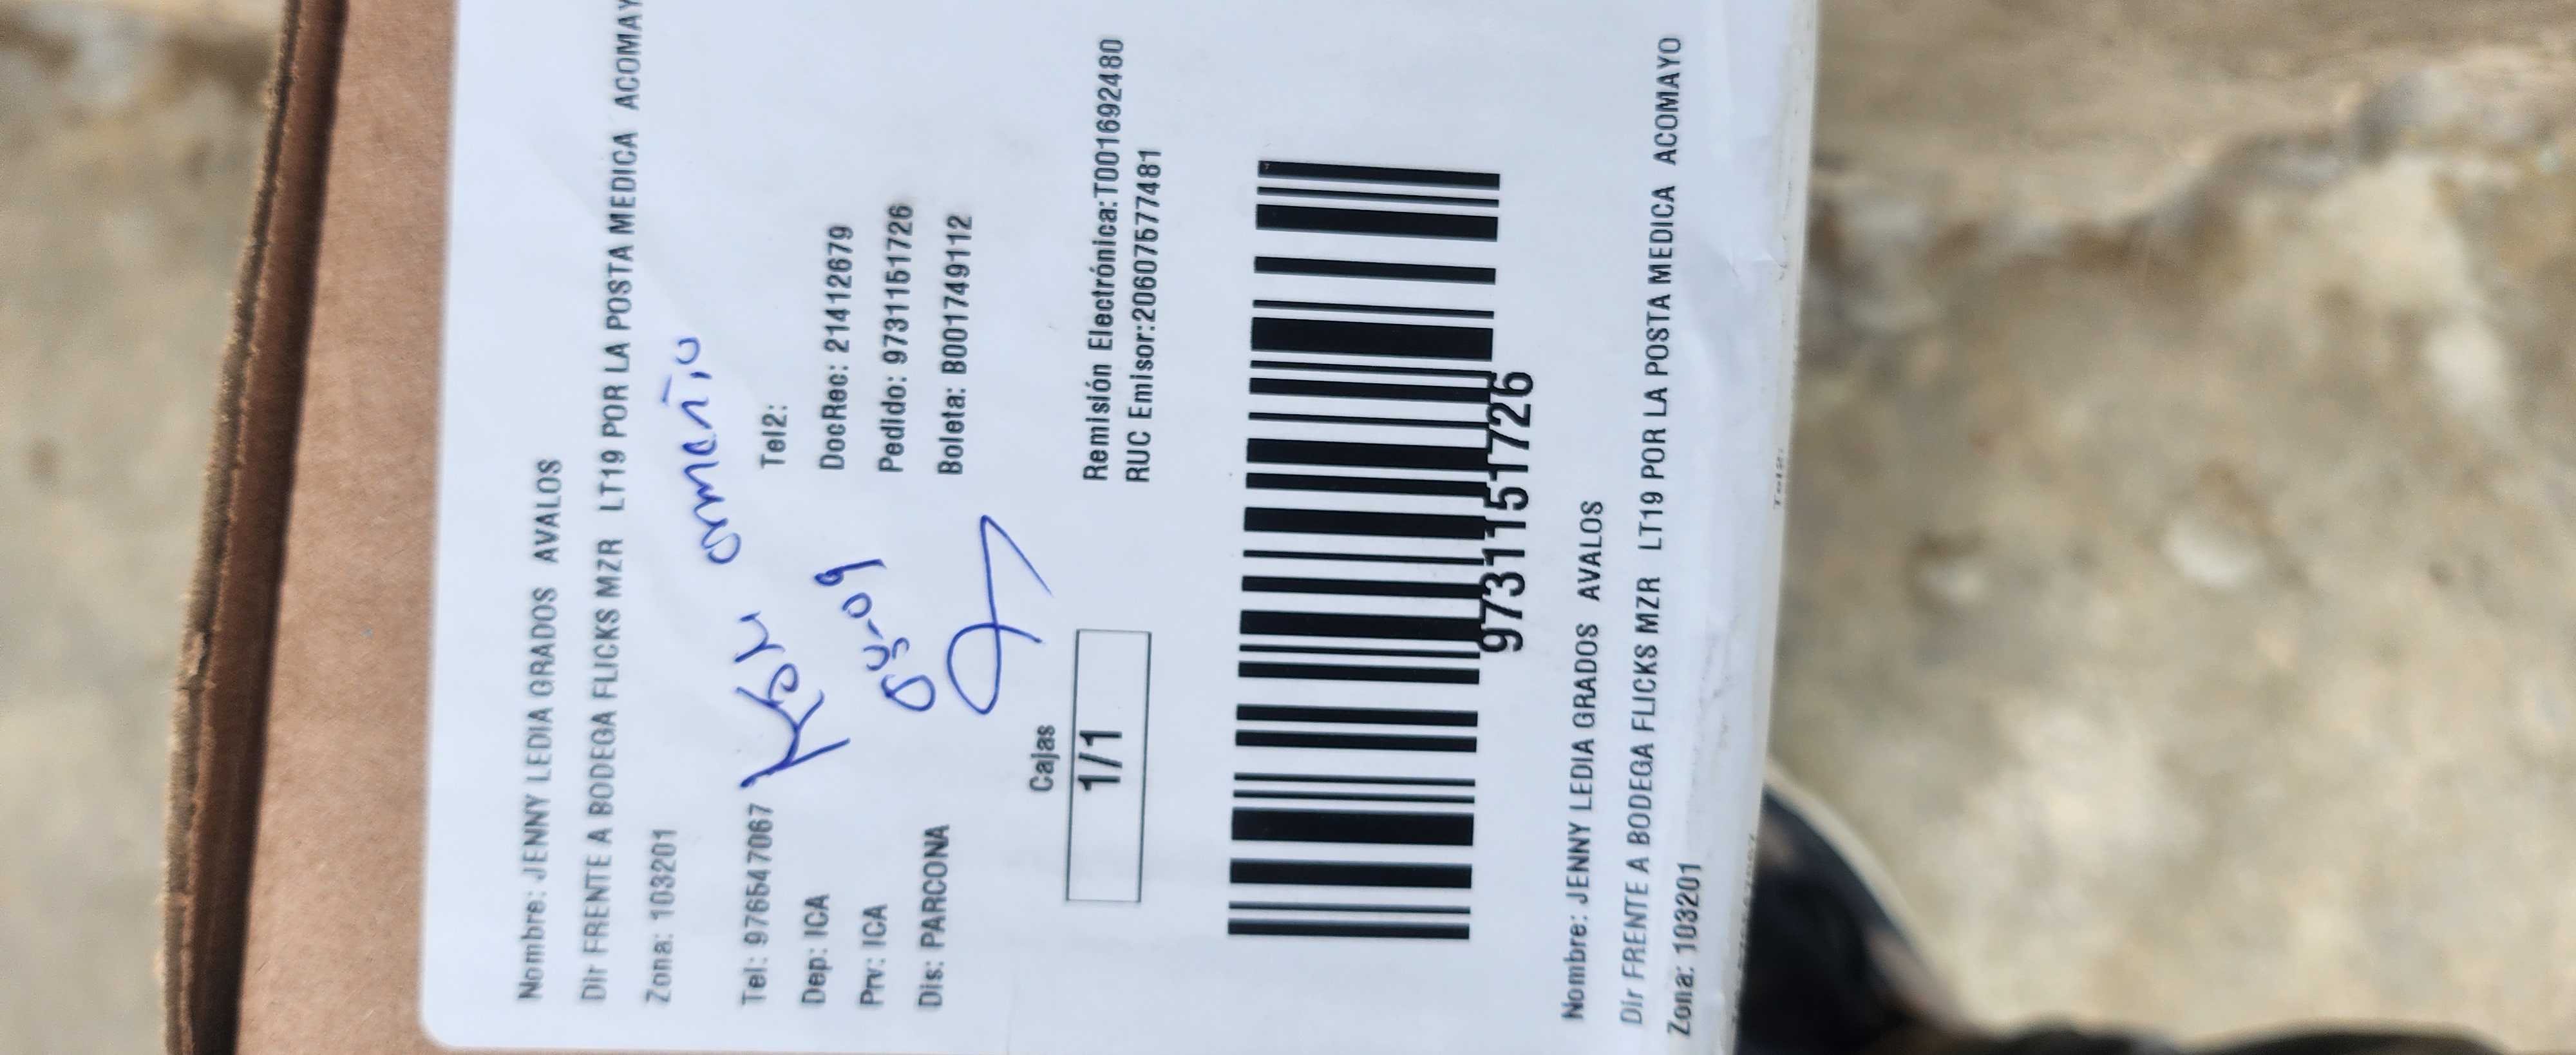 Nombre: JENNY LEDIA GRADOS AVALOS
Dir FRENTE A BODEGA FLICKS MZR LT19 POR LA POSTA MEDICA ACOMAY
Zona: 103201
Tel: 976547067 Tel2:
Dep: ICA DocRec: 21412679
Prv: ICA Pedido: 9731151726
Dis: PARCONA Boleta: B001749112
Cajas
1/1
Remisión Electrónica:T001692480
RUC Emisor:20607577481
9731151726
Nombre: JENNY LEDIA GRADOS AVALOS
Dir FRENTE A BODEGA FLICKS MZR LT19 POR LA POSTA MEDICA ACOMAYO
Zona: 103201